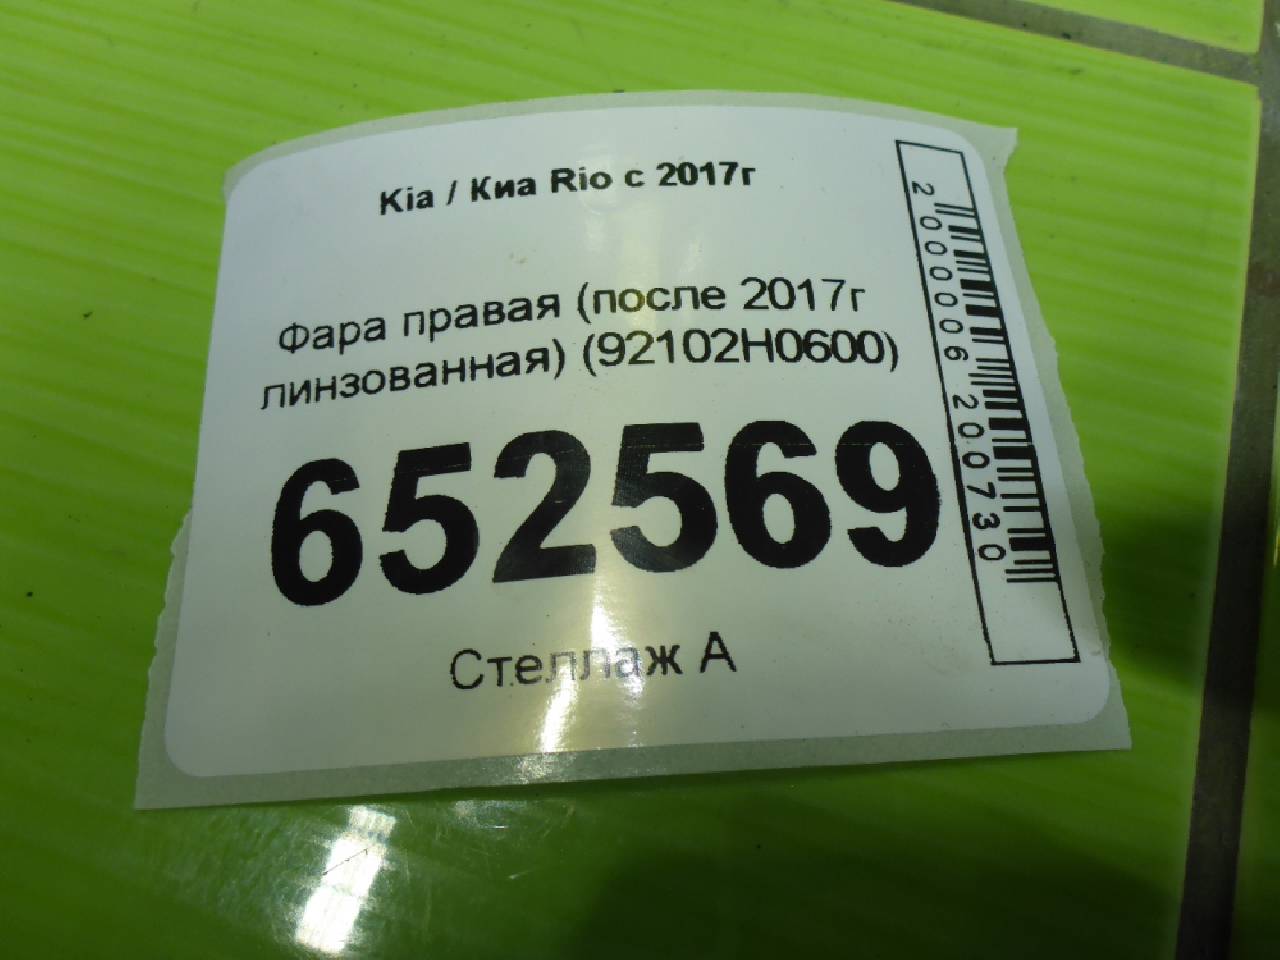 Kia / Киа Rio с 2017г
Фара правая (после 2017г
линзованная) (92102H0600)
652569
Стеллаж А
2000006200730